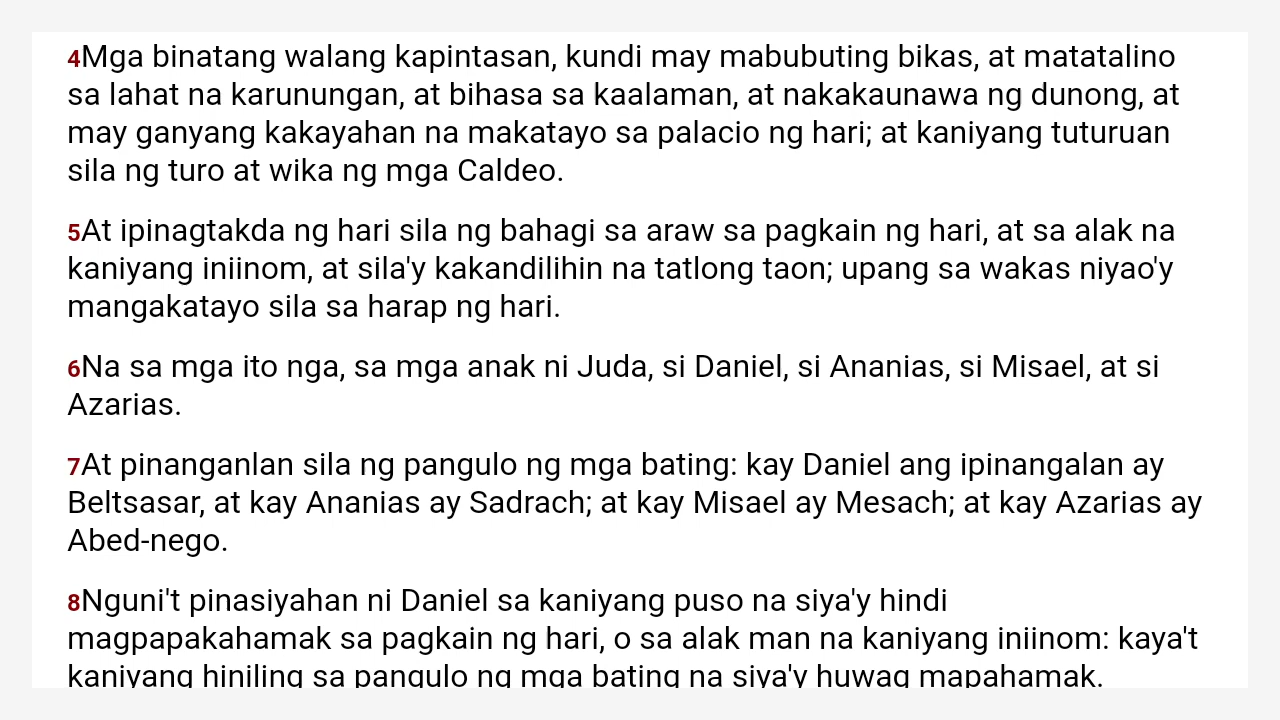 4Mga binatang walang kapintasan, kundi may mabubuting bikas, at matatalino
sa lahat na karunungan, at bihasa sa kaalaman, at nakakaunawa ng dunong, at
may ganyang kakayahan na makatayo sa palacio ng hari; at kaniyang tuturuan
sila ng turo at wika ng mga Caldeo.
5At ipinagtakda ng hari sila ng bahagi sa araw sa pagkain ng hari, at sa alak na
kaniyang iniinom, at sila'y kakandilihin na tatlong taon; upang sa wakas niyao'y
mangakatayo sila sa harap ng hari.
6Na sa mga ito nga, sa mga anak ni Juda, si Daniel, si Ananias, si Misael, at si
Azarias.
7At pinanganlan sila ng pangulo ng mga bating: kay Daniel ang ipinangalan ay
Beltsasar, at kay Ananias ay Sadrach; at kay Misael ay Mesach; at kay Azarias ay
Abed-nego.
8Nguni't pinasiyahan ni Daniel sa kaniyang puso na siya'y hindi
magpapakahamak sa pagkain ng hari, o sa alak man na kaniyang iniinom: kaya't
kaniyang hiniling sa pangulo ng mga bating na siya'y huwag mapahamak.